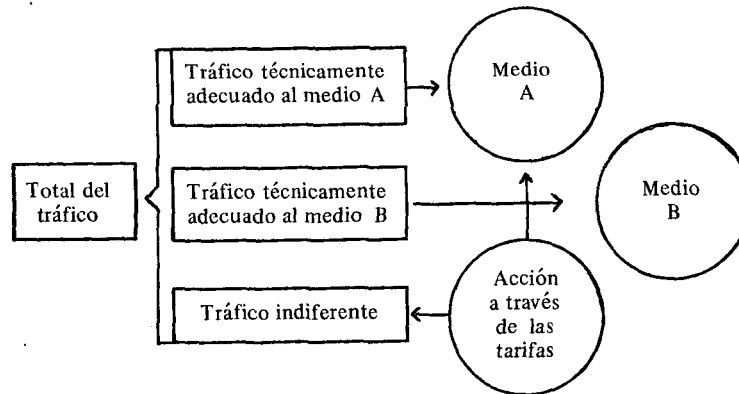 Total del
tráfico
Tráfico técnicamente
adecuado al medio A
Medio
A
Tráfico técnicamente
adecuado al medio B
Medio
B
Tráfico indiferente
Acción
a través
de las
tarifas